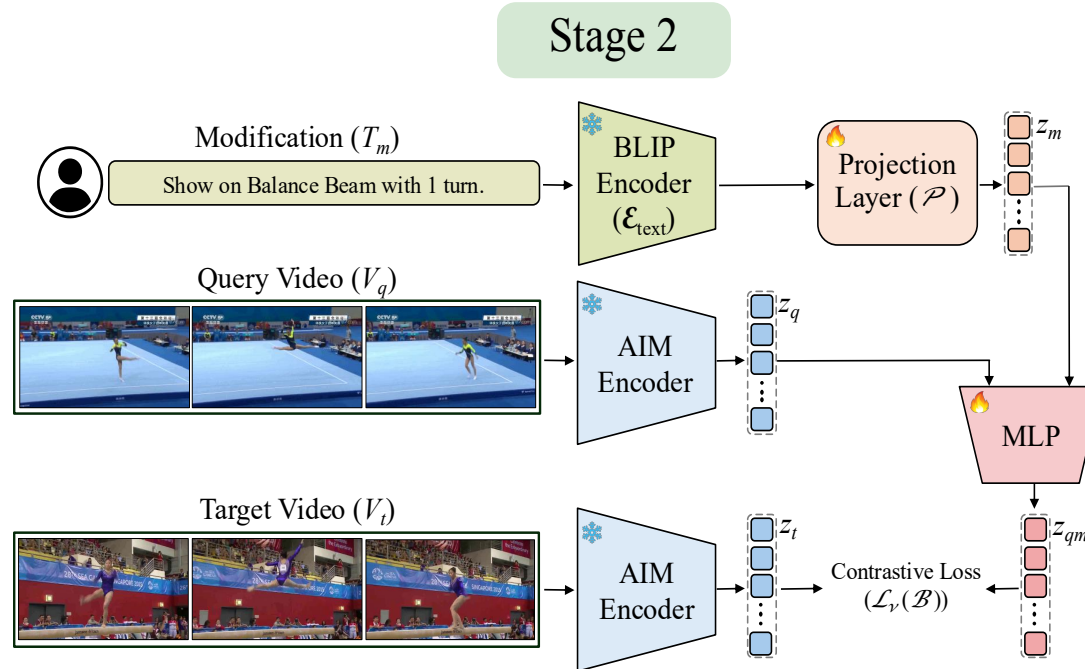 Stage 2
Modification (T_m)
Show on Balance Beam with 1 turn.
BLIP
Encoder
(ℰ_text)
Projection
Layer (𝒫)
z_m
Query Video (V_q)
AIM
Encoder
z_q
MLP
Target Video (V_t)
AIM
Encoder
z_t
Contrastive Loss
(ℒ_ν(ℬ))
z_qm